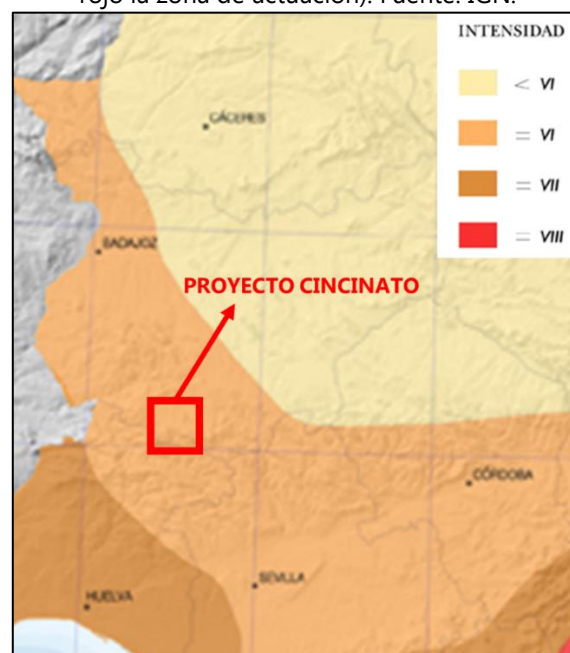 rojo la zona de actuación). Fuente: IGN.
INTENSIDAD
< VI
= VI
= VII
= VIII
CÁCERES
BADAJOZ
PROYECTO CINCINATO
CÓRDOBA
SEVILLA
HUELVA